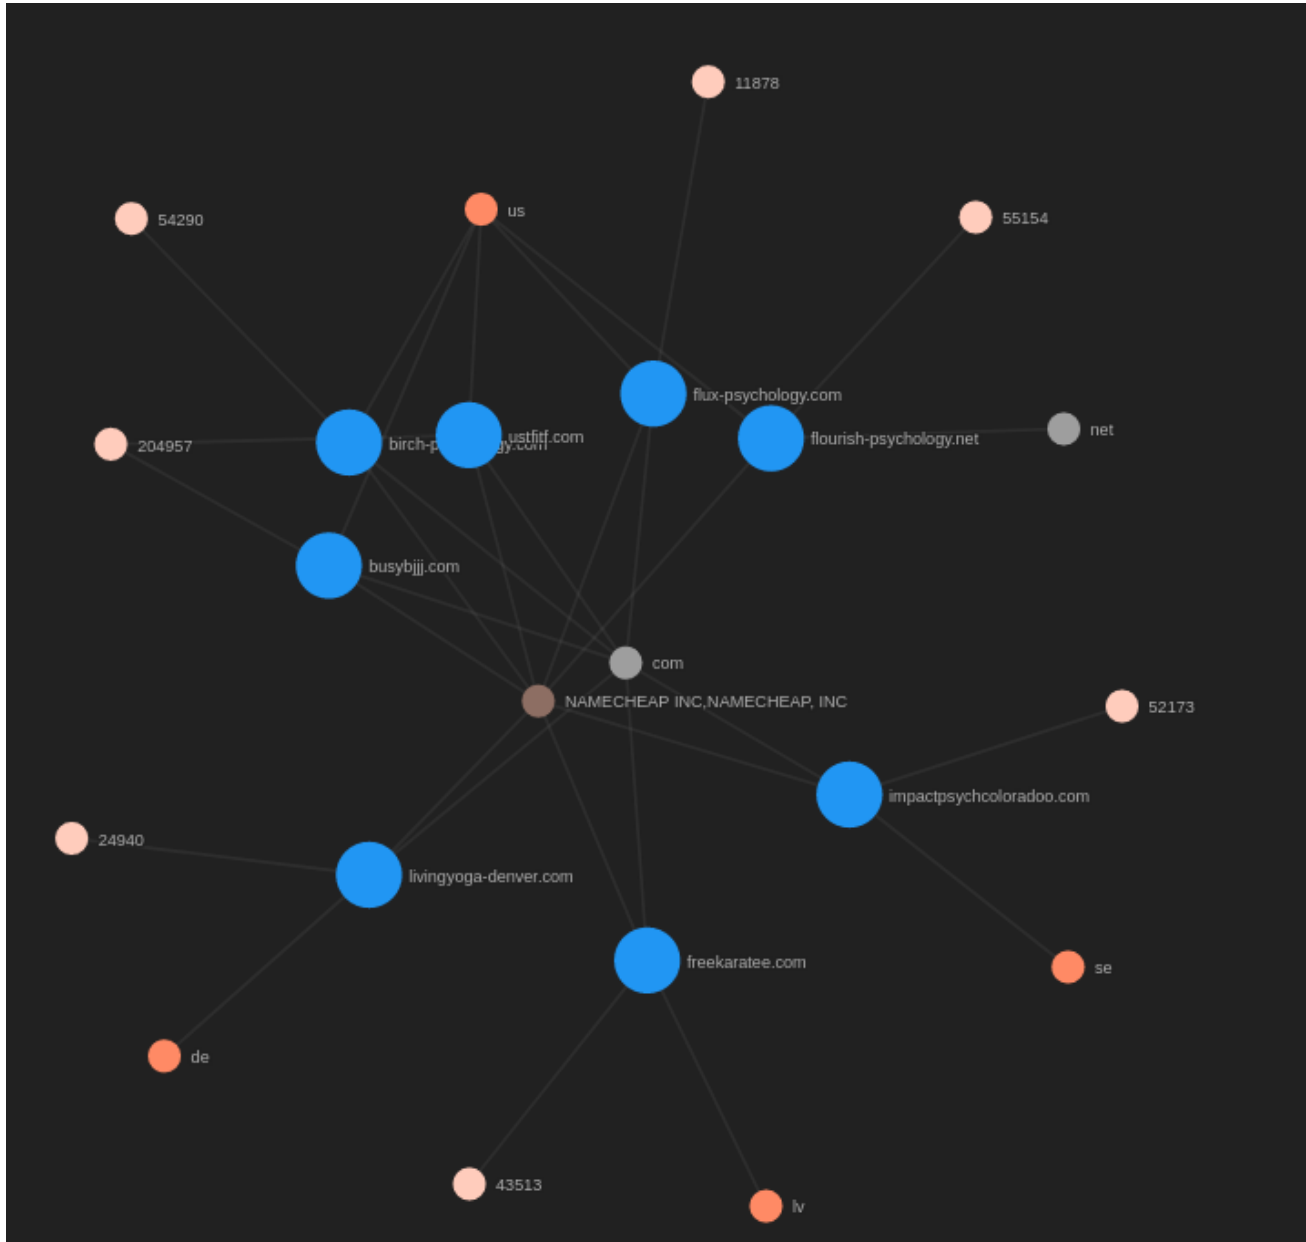 11878
us
54290
55154
flux-psychology.com
net
ustfitf.com
flourish-psychology.net
204957
busybjjj.com
com
NAMECHEAP INC,NAMECHEAP, INC
52173
impactpsychcoloradoo.com
24940
livingyoga-denver.com
freekaratee.com
se
de
43513
lv